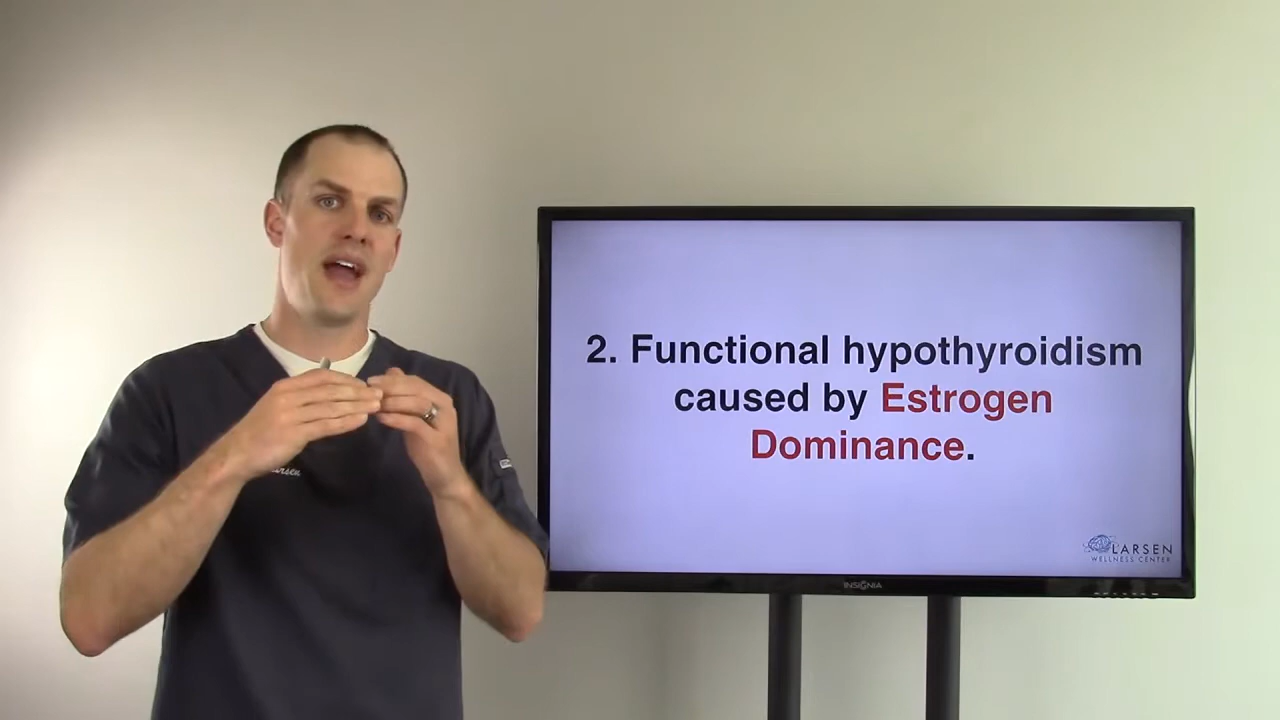 2. Functional hypothyroidism
caused by Estrogen
Dominance.
LARSEN
WELLNESS CENTER
INSIGNIA